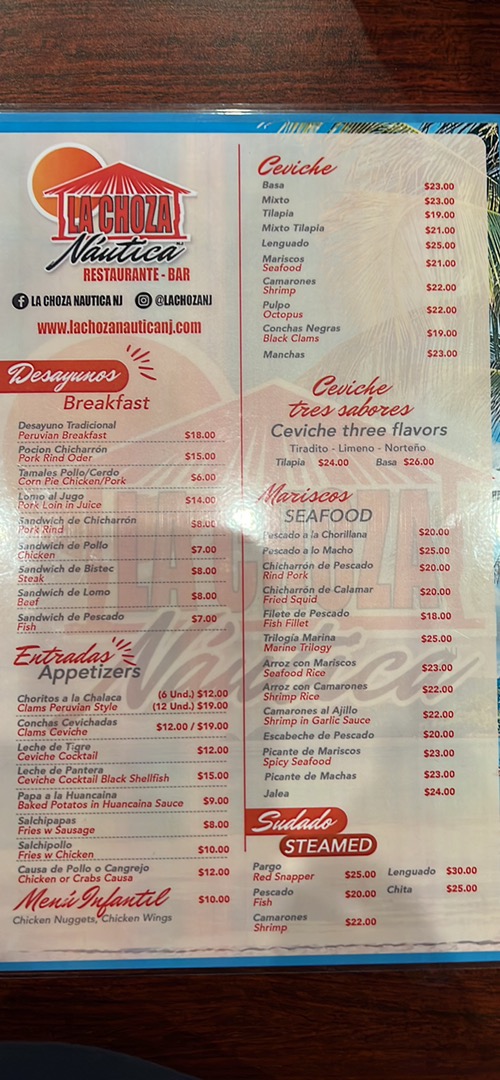 LA CHOZA
Náutica NJ
RESTAURANTE - BAR
LA CHOZA NAUTICA NJ @LACHOZANJ
www.lachozanauticanj.com
Desayunos
Breakfast
Desayuno Tradicional
Peruvian Breakfast $18.00
Pocion Chicharrón
Pork Rind Oder $15.00
Tamales Pollo/Cerdo
Corn Pie Chicken/Pork $6.00
Lomo al Jugo
Pork Loin in Juice $14.00
Sandwich de Chicharrón
Pork Rind $8.00
Sandwich de Pollo
Chicken $7.00
Sandwich de Bistec
Steak $8.00
Sandwich de Lomo
Beef $8.00
Sandwich de Pescado
Fish $7.00
Entradas
Appetizers
Choritos a la Chalaca (6 Und.) $12.00
Clams Peruvian Style (12 Und.) $19.00
Conchas Cevichadas
Clams Ceviche $12.00 / $19.00
Leche de Tigre
Ceviche Cocktail $12.00
Leche de Pantera
Ceviche Cocktail Black Shellfish $15.00
Papa a la Huancaina
Baked Potatos in Huancaina Sauce $9.00
Salchipapas
Fries w Sausage $8.00
Salchipollo
Fries w Chicken $10.00
Causa de Pollo o Cangrejo
Chicken or Crabs Causa $12.00
Menú Infantil $10.00
Chicken Nuggets, Chicken Wings
Ceviche
Basa $23.00
Mixto $23.00
Tilapia $19.00
Mixto Tilapia $21.00
Lenguado $25.00
Mariscos
Seafood $21.00
Camarones
Shrimp $22.00
Pulpo
Octopus $22.00
Conchas Negras
Black Clams $19.00
Manchas $23.00
Ceviche
tres sabores
Ceviche three flavors
Tiradito - Limeno - Norteño
Tilapia $24.00 Basa $26.00
Mariscos
SEAFOOD
Pescado a la Chorillana $20.00
Pescado a lo Macho $25.00
Chicharrón de Pescado
Rind Pork $20.00
Chicharrón de Calamar
Fried Squid $20.00
Filete de Pescado
Fish Fillet $18.00
Trilogía Marina
Marine Trilogy $25.00
Arroz con Mariscos
Seafood Rice $23.00
Arroz con Camarones
Shrimp Rice $22.00
Camarones al Ajillo
Shrimp in Garlic Sauce $22.00
Escabeche de Pescado $20.00
Picante de Mariscos
Spicy Seafood $23.00
Picante de Machas $23.00
Jalea $24.00
Sudado
STEAMED
Pargo
Red Snapper $25.00
Pescado
Fish $20.00
Camarones
Shrimp $22.00
Lenguado $30.00
Chita $25.00